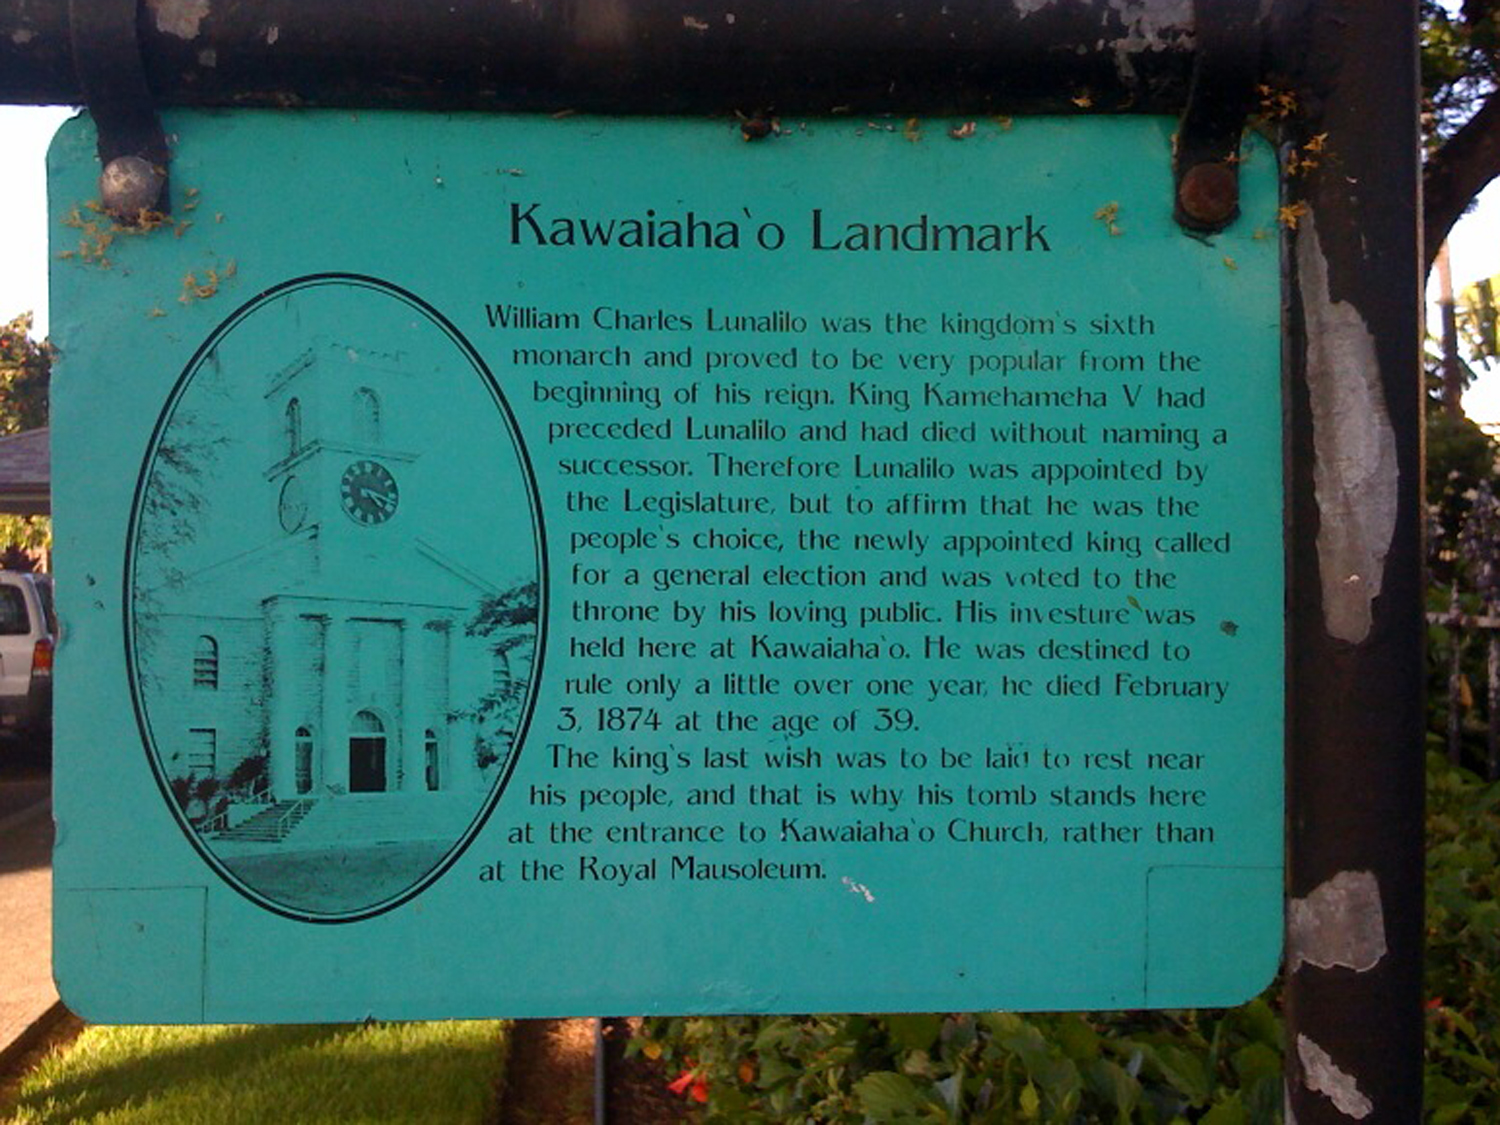 Kawaiaha`o Landmark
William Charles Lunalilo was the kingdom's sixth
monarch and proved to be very popular from the
beginning of his reign. King Kamehameha V had
preceded Lunalilo and had died without naming a
successor. Therefore Lunalilo was appointed by
the Legislature, but to affirm that he was the
people's choice, the newly appointed king called
for a general election and was voted to the
throne by his loving public. His investure was
held here at Kawaiaha`o. He was destined to
rule only a little over one year, he died February
3, 1874 at the age of 39.
The king's last wish was to be laid to rest near
his people, and that is why his tomb stands here
at the entrance to Kawaiaha`o Church, rather than
at the Royal Mausoleum.